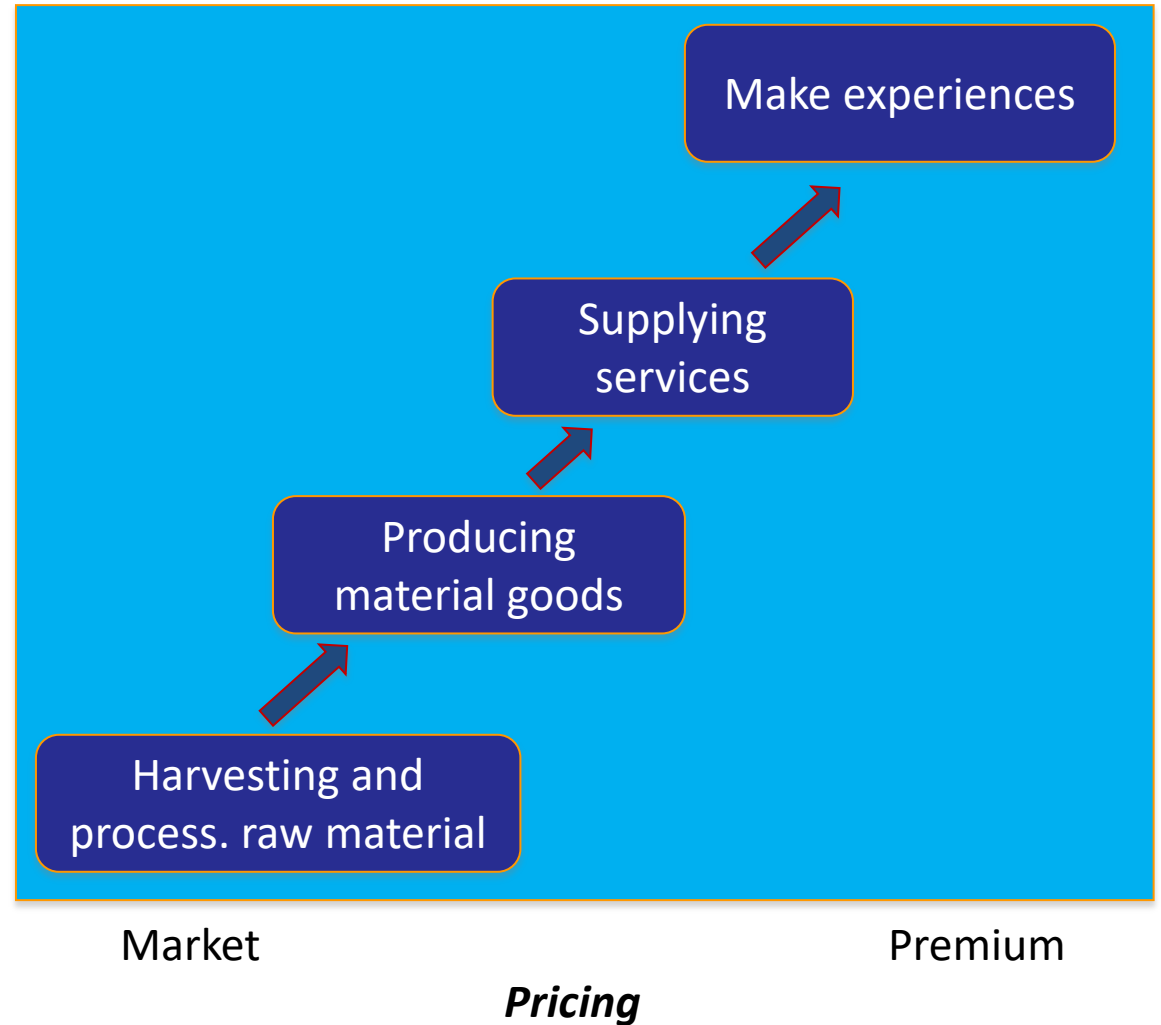 Make experiences
Supplying
services
Producing
material goods
Harvesting and
process. raw material
Market
Premium
Pricing